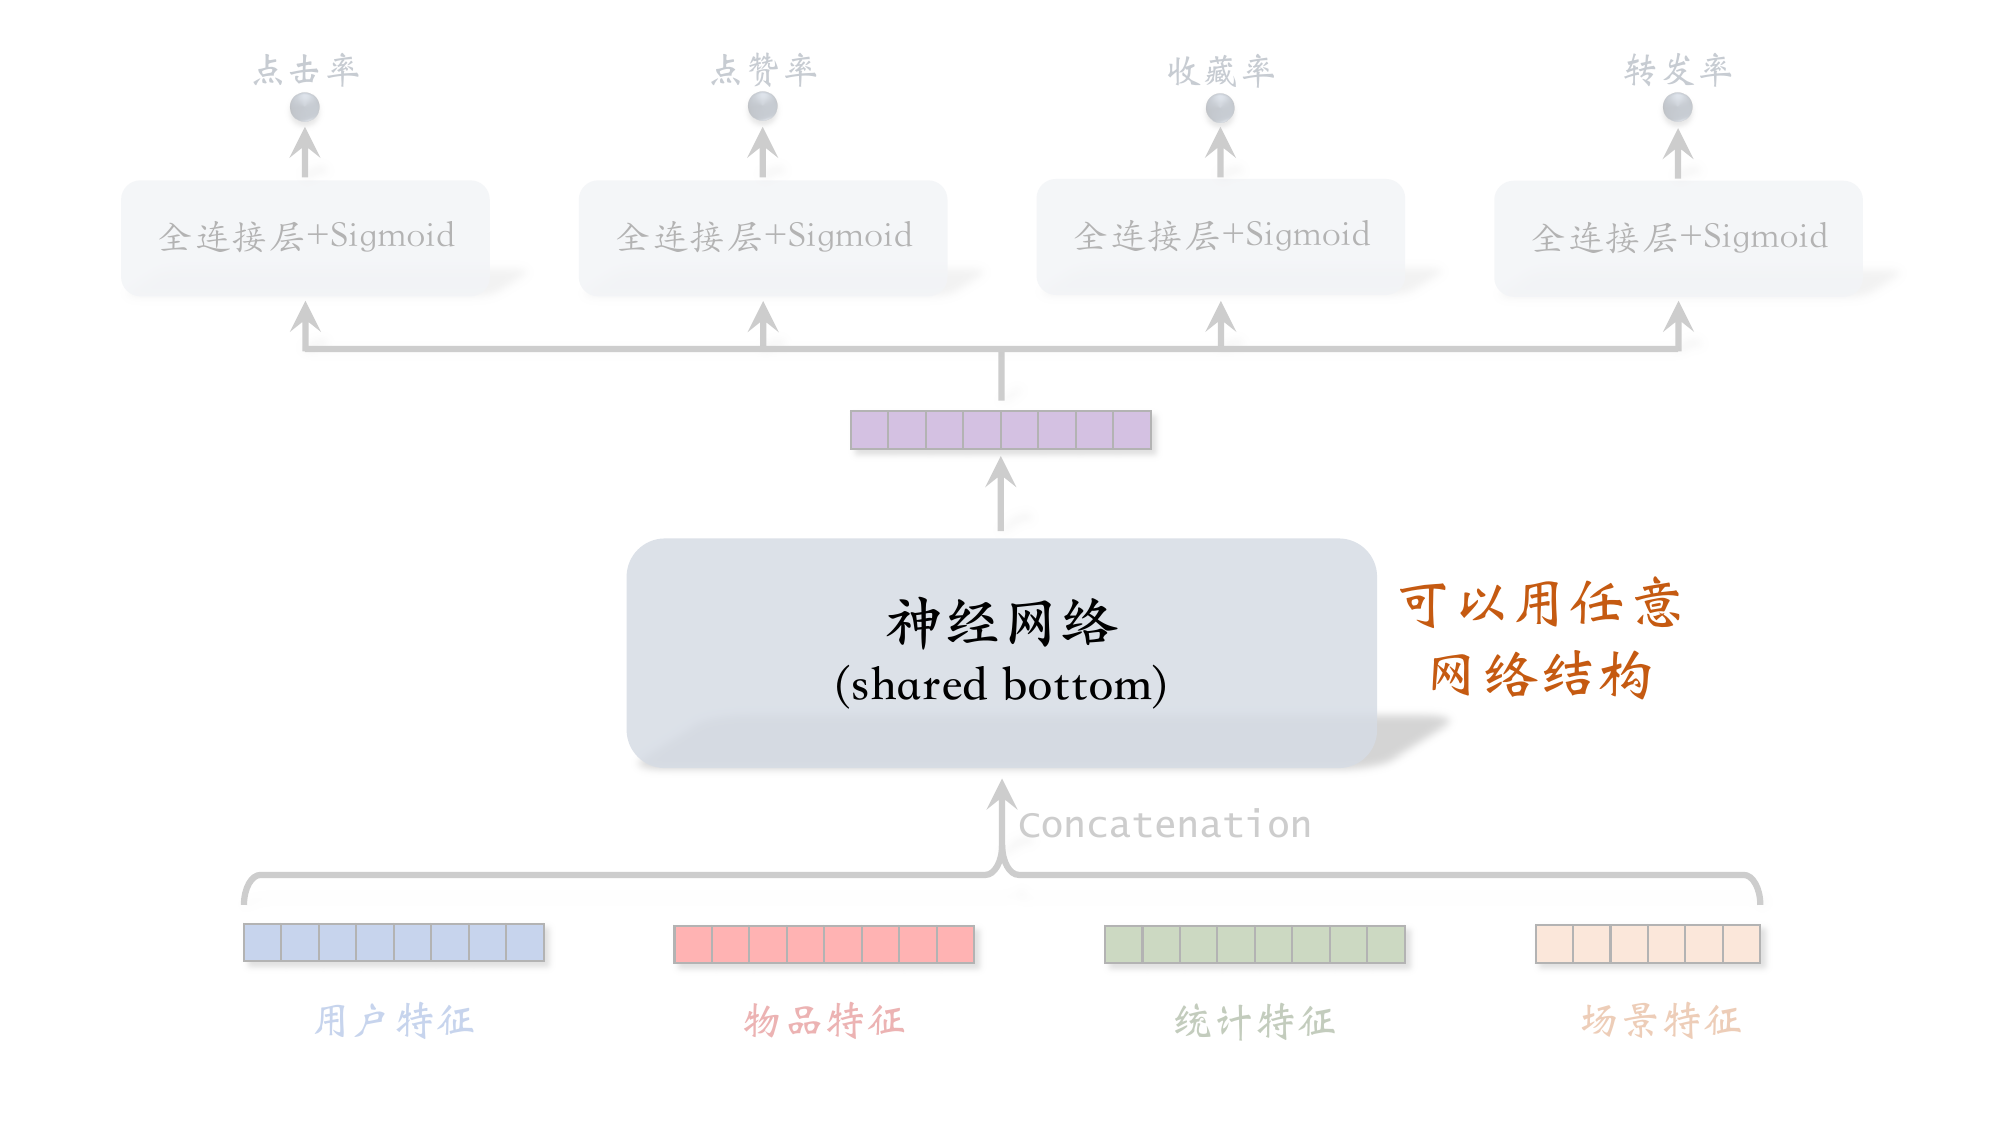 点击率
点赞率
收藏率
转发率
全连接层+Sigmoid
全连接层+Sigmoid
全连接层+Sigmoid
全连接层+Sigmoid
神经网络
(shared bottom)
可以用任意
网络结构
Concatenation
用户特征
物品特征
统计特征
场景特征